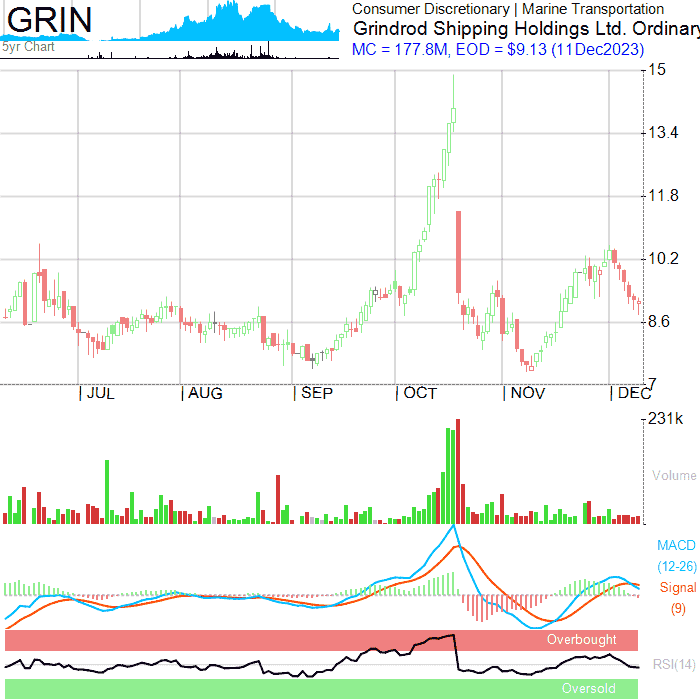 GRIN
5yr Chart
Consumer Discretionary | Marine Transportation
Grindrod Shipping Holdings Ltd. Ordinary
MC = 177.8M, EOD = $9.13 (11Dec2023)
15
13.4
11.8
10.2
8.6
7
JUL AUG SEP OCT NOV DEC
231k
Volume
MACD
(12-26)
Signal
(9)
Overbought
RSI(14)
Oversold